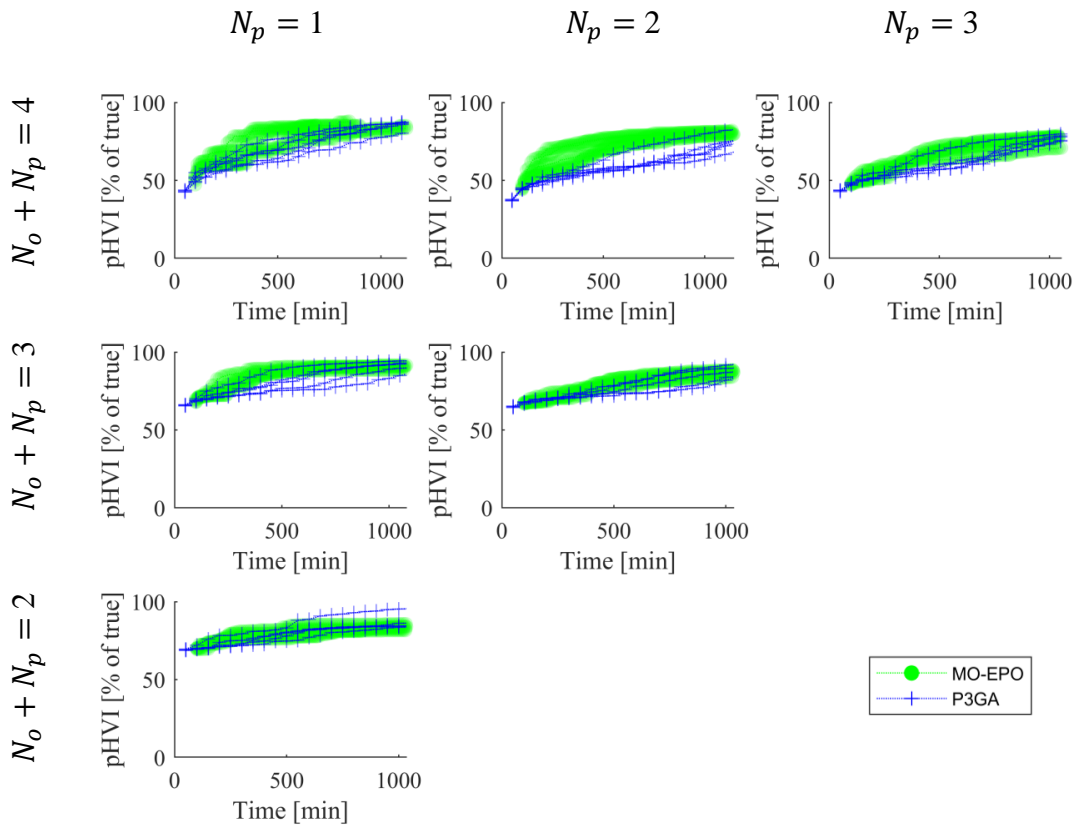 N_p = 1
N_p = 2
N_p = 3
N_o + N_p = 4
pHVI [% of true]
100
50
0
0
500
1000
Time [min]
pHVI [% of true]
100
50
0
0
500
1000
Time [min]
pHVI [% of true]
100
50
0
0
500
1000
Time [min]
N_o + N_p = 3
pHVI [% of true]
100
50
0
0
500
1000
Time [min]
pHVI [% of true]
100
50
0
0
500
1000
Time [min]
N_o + N_p = 2
pHVI [% of true]
100
50
0
0
500
1000
Time [min]
MO-EPO
P3GA